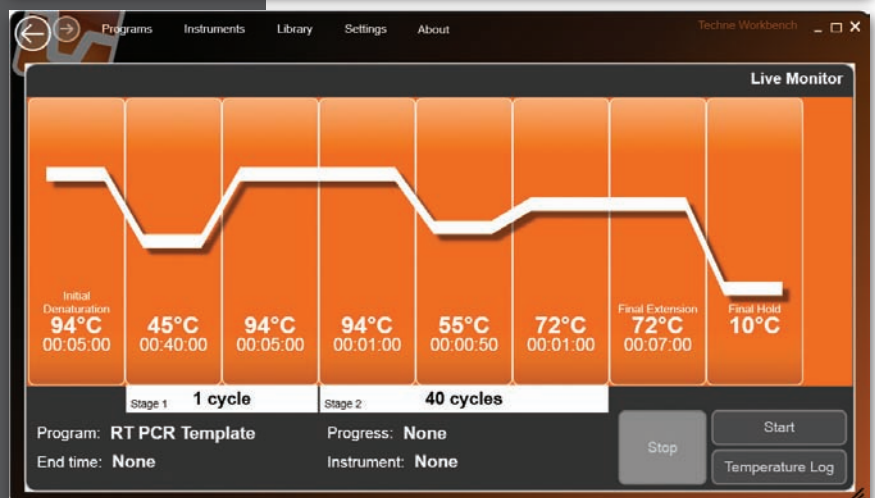 Programs Instruments Library Settings About Techne Workbench
Live Monitor
Initial
Denaturation
94°C
00:05:00
45°C
00:40:00
94°C
00:05:00
94°C
00:01:00
55°C
00:00:50
72°C
00:01:00
Final Extension
72°C
00:07:00
Final Hold
10°C
Stage 1 1 cycle
Stage 2 40 cycles
Program: RT PCR Template
End time: None
Progress: None
Instrument: None
Stop
Start
Temperature Log